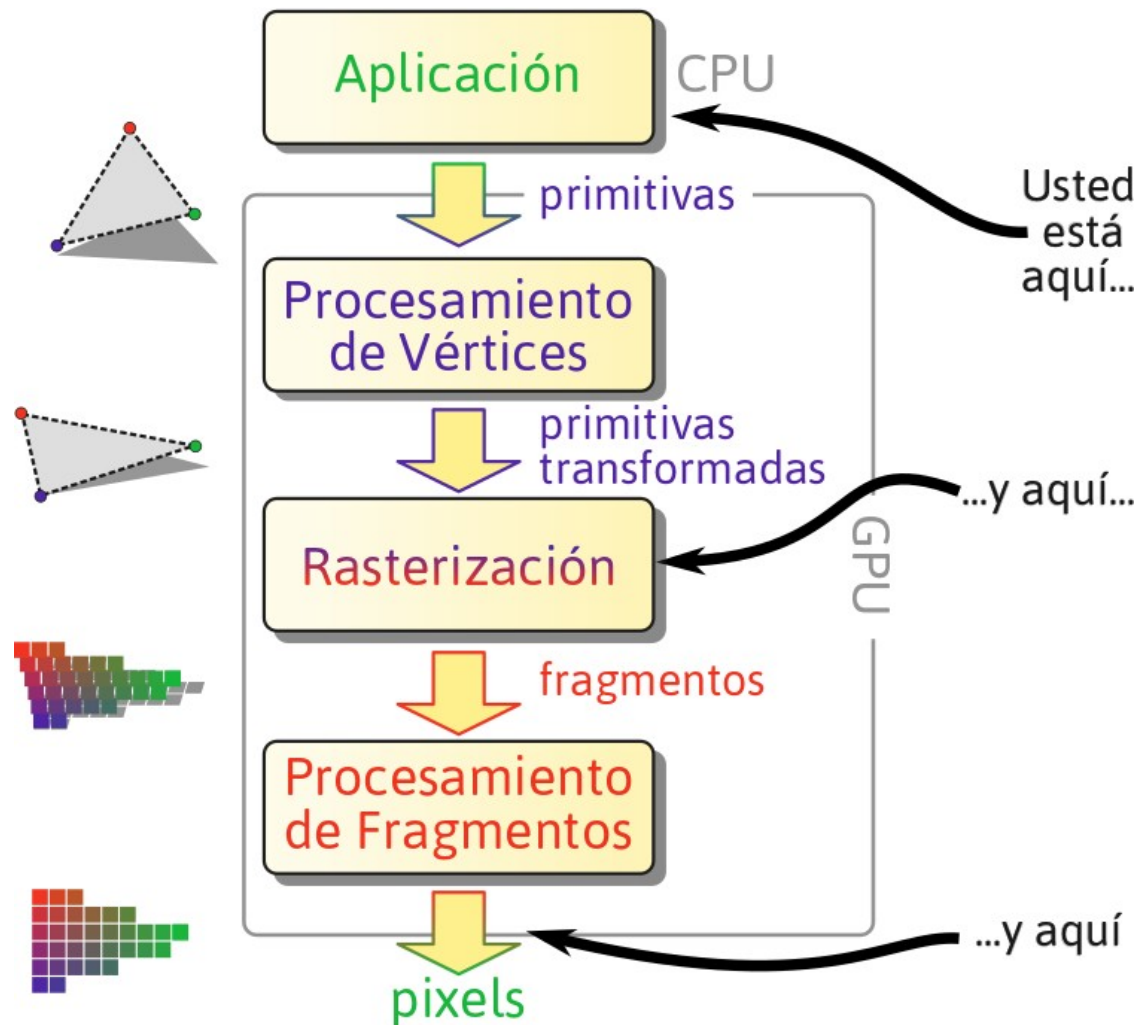 Aplicación
CPU
primitivas
Usted
está
aquí...
Procesamiento
de Vértices
primitivas
transformadas
...y aquí...
GPU
Rasterización
fragmentos
Procesamiento
de Fragmentos
...y aquí
pixels